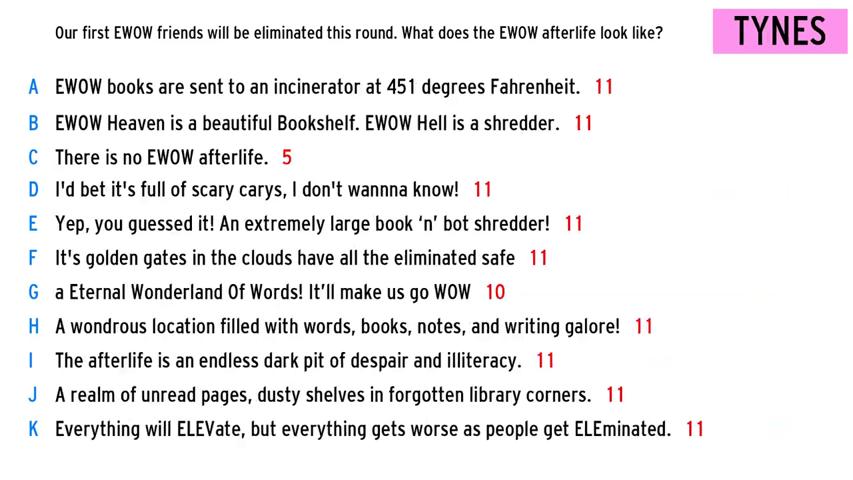 Our first EWOW friends will be eliminated this round. What does the EWOW afterlife look like?
TYNES
A EWOW books are sent to an incinerator at 451 degrees Fahrenheit. 11
B EWOW Heaven is a beautiful Bookshelf. EWOW Hell is a shredder. 11
C There is no EWOW afterlife. 5
D I'd bet it's full of scary carys, I don't wannna know! 11
E Yep, you guessed it! An extremely large book ‘n’ bot shredder! 11
F It's golden gates in the clouds have all the eliminated safe 11
G a Eternal Wonderland Of Words! It’ll make us go WOW 10
H A wondrous location filled with words, books, notes, and writing galore! 11
I The afterlife is an endless dark pit of despair and illiteracy. 11
J A realm of unread pages, dusty shelves in forgotten library corners. 11
K Everything will ELEVate, but everything gets worse as people get ELEminated. 11